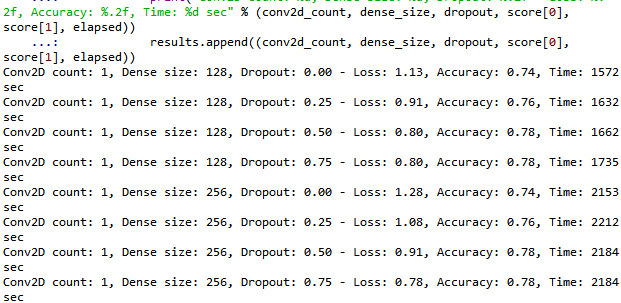 2f, Accuracy: %.2f, Time: %d sec" % (conv2d_count, dense_size, dropout, score[0],
score[1], elapsed))
...: results.append((conv2d_count, dense_size, dropout, score[0],
score[1], elapsed))
Conv2D count: 1, Dense size: 128, Dropout: 0.00 - Loss: 1.13, Accuracy: 0.74, Time: 1572
sec
Conv2D count: 1, Dense size: 128, Dropout: 0.25 - Loss: 0.91, Accuracy: 0.76, Time: 1632
sec
Conv2D count: 1, Dense size: 128, Dropout: 0.50 - Loss: 0.80, Accuracy: 0.78, Time: 1662
sec
Conv2D count: 1, Dense size: 128, Dropout: 0.75 - Loss: 0.80, Accuracy: 0.78, Time: 1735
sec
Conv2D count: 1, Dense size: 256, Dropout: 0.00 - Loss: 1.28, Accuracy: 0.74, Time: 2153
sec
Conv2D count: 1, Dense size: 256, Dropout: 0.25 - Loss: 1.08, Accuracy: 0.76, Time: 2212
sec
Conv2D count: 1, Dense size: 256, Dropout: 0.50 - Loss: 0.91, Accuracy: 0.78, Time: 2184
sec
Conv2D count: 1, Dense size: 256, Dropout: 0.75 - Loss: 0.78, Accuracy: 0.78, Time: 2184
sec